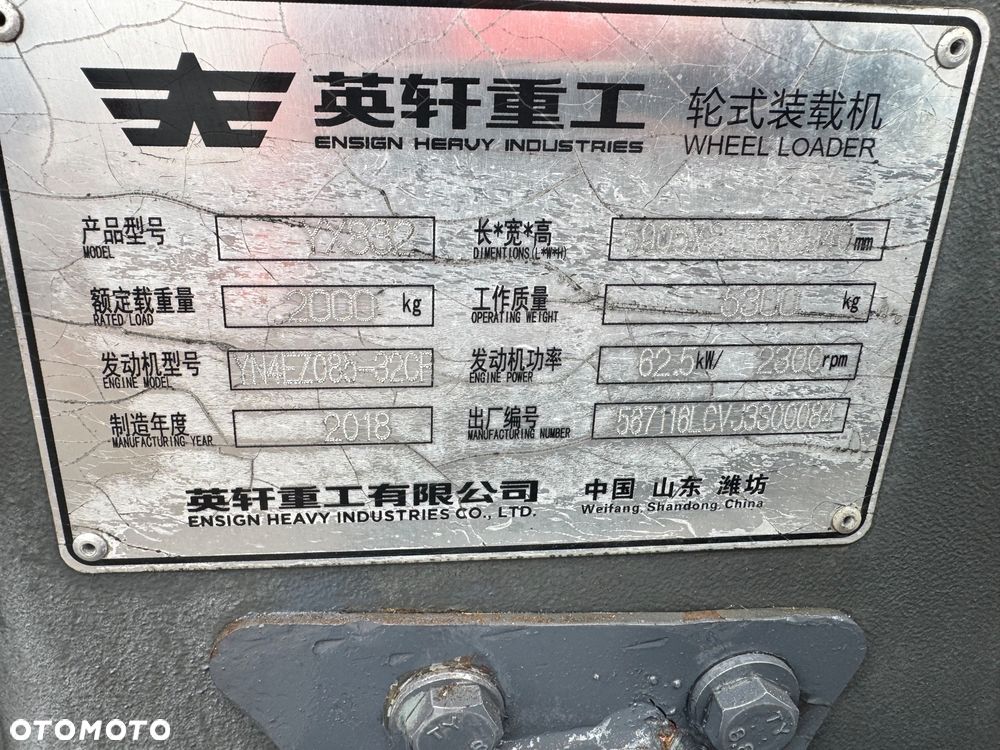 英轩重工
ENSIGN HEAVY INDUSTRIES
轮式装载机
WHEEL LOADER
产品型号
MODEL
长*宽*高 mm
DIMENTIONS(L*W*H)
额定载重量 2000 kg
RATED LOAD
工作质量 5300 kg
OPERATING WEIGHT
发动机型号
ENGINE MODEL
发动机功率 62.5 kW/ 2300 rpm
ENGINE POWER
制造年度 2018
MANUFACTURING YEAR
出厂编号
MANUFACTURING NUMBER
英轩重工有限公司
ENSIGN HEAVY INDUSTRIES CO., LTD.
中国 山东 潍坊
Weifang, Shandong, China
TY
TY
OTOMOTO